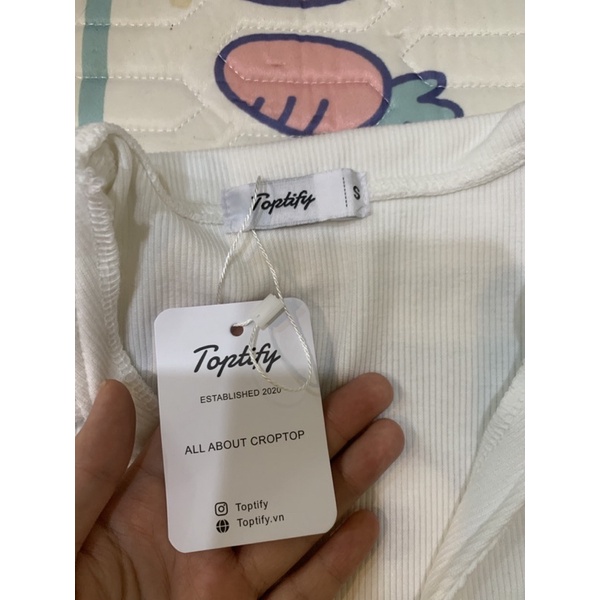 Toptify
S
Toptify
ESTABLISHED 2020
ALL ABOUT CROPTOP
Toptify
Toptify.vn